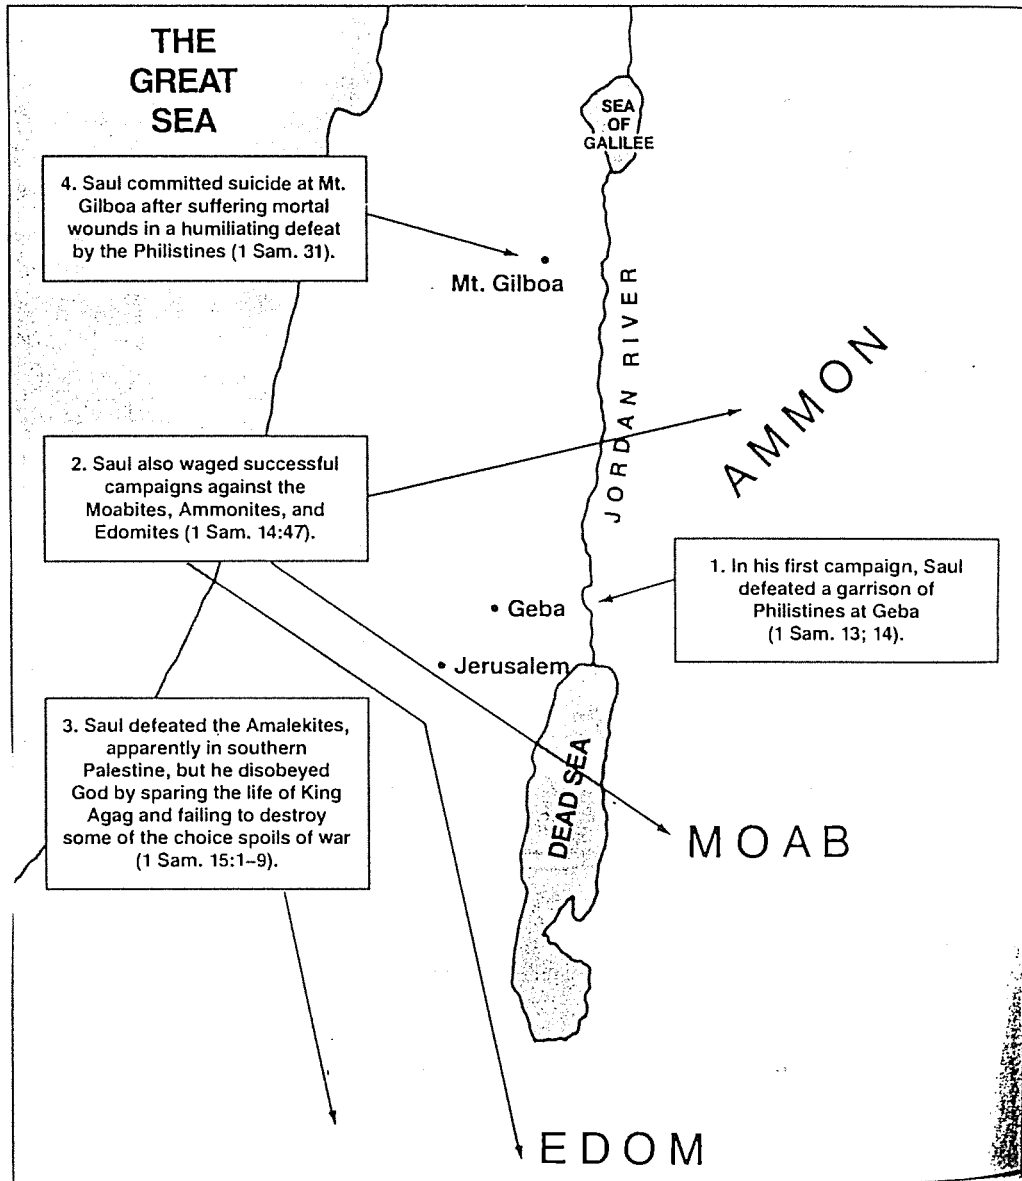 THE
GREAT
SEA
SEA
OF
GALILEE
4. Saul committed suicide at Mt.
Gilboa after suffering mortal
wounds in a humiliating defeat
by the Philistines (1 Sam. 31).
Mt. Gilboa
JORDAN RIVER
AMMON
2. Saul also waged successful
campaigns against the
Moabites, Ammonites, and
Edomites (1 Sam. 14:47).
1. In his first campaign, Saul
defeated a garrison of
Philistines at Geba
(1 Sam. 13; 14).
Geba
Jerusalem
3. Saul defeated the Amalekites,
apparently in southern
Palestine, but he disobeyed
God by sparing the life of King
Agag and failing to destroy
some of the choice spoils of war
(1 Sam. 15:1–9).
DEAD SEA
MOAB
EDOM